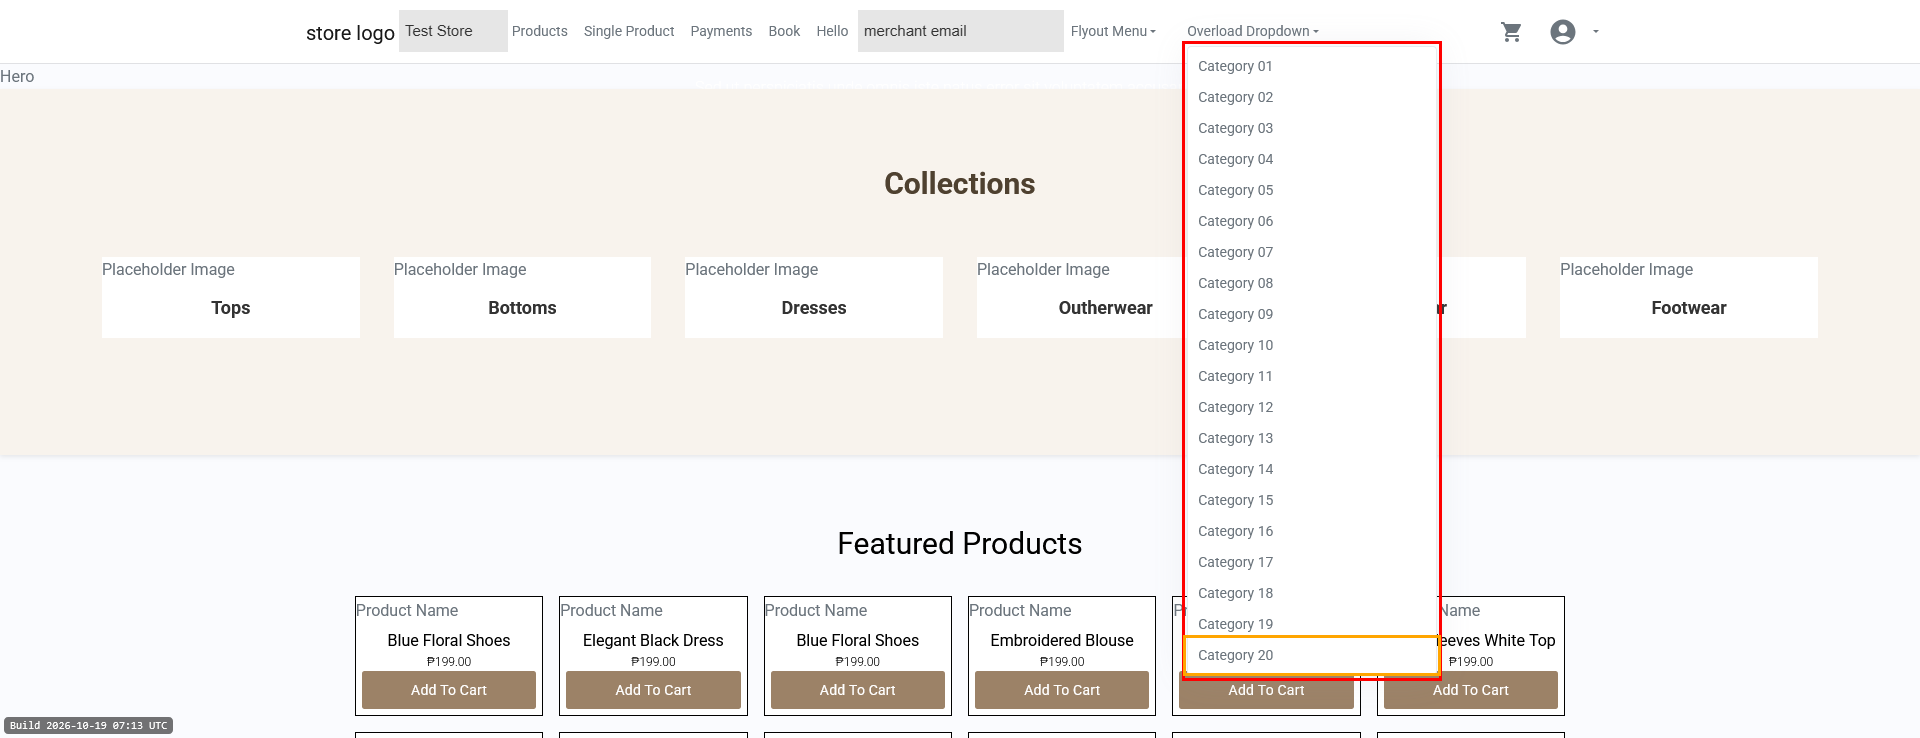 store logo Test Store Products Single Product Payments Book Hello merchant email Flyout Menu Overload Dropdown
Hero
Category 01
Category 02
Category 03
Category 04
Category 05
Category 06
Category 07
Category 08
Category 09
Category 10
Category 11
Category 12
Category 13
Category 14
Category 15
Category 16
Category 17
Category 18
Category 19
Category 20
Collections
Placeholder Image
Tops
Placeholder Image
Bottoms
Placeholder Image
Dresses
Placeholder Image
Outherwear
Placeholder Image
Footwear
Featured Products
Product Name
Blue Floral Shoes
₱199.00
Add To Cart
Product Name
Elegant Black Dress
₱199.00
Add To Cart
Product Name
Blue Floral Shoes
₱199.00
Add To Cart
Product Name
Embroidered Blouse
₱199.00
Add To Cart
Add To Cart
Name
eeves White Top
₱199.00
Add To Cart
Build 2026-10-19 07:13 UTC